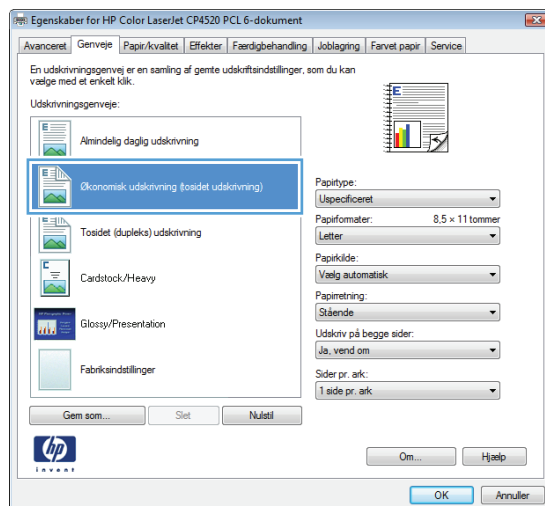 Egenskaber for HP Color LaserJet CP4520 PCL 6-dokument
Avanceret Genveje Papir/kvalitet Effekter Færdigbehandling Joblagring Farvet papir Service
En udskrivningsgenvej er en samling af gemte udskriftsindstillinger, som du kan
vælge med et enkelt klik.
Udskrivningsgenveje:
Almindelig daglig udskrivning
Økonomisk udskrivning (tosidet udskrivning)
Tosidet (dupleks) udskrivning
Cardstock/Heavy
Glossy/Presentation
Fabriksindstillinger
Gem som... Slet Nulstil
Papirtype:
Uspecificeret
Papirformater: 8,5 × 11 tommer
Letter
Papirkilde:
Vælg automatisk
Papirretning:
Stående
Udskriv på begge sider:
Ja, vend om
Sider pr. ark:
1 side pr. ark
hp
invent
Om... Hjælp
OK Annuller